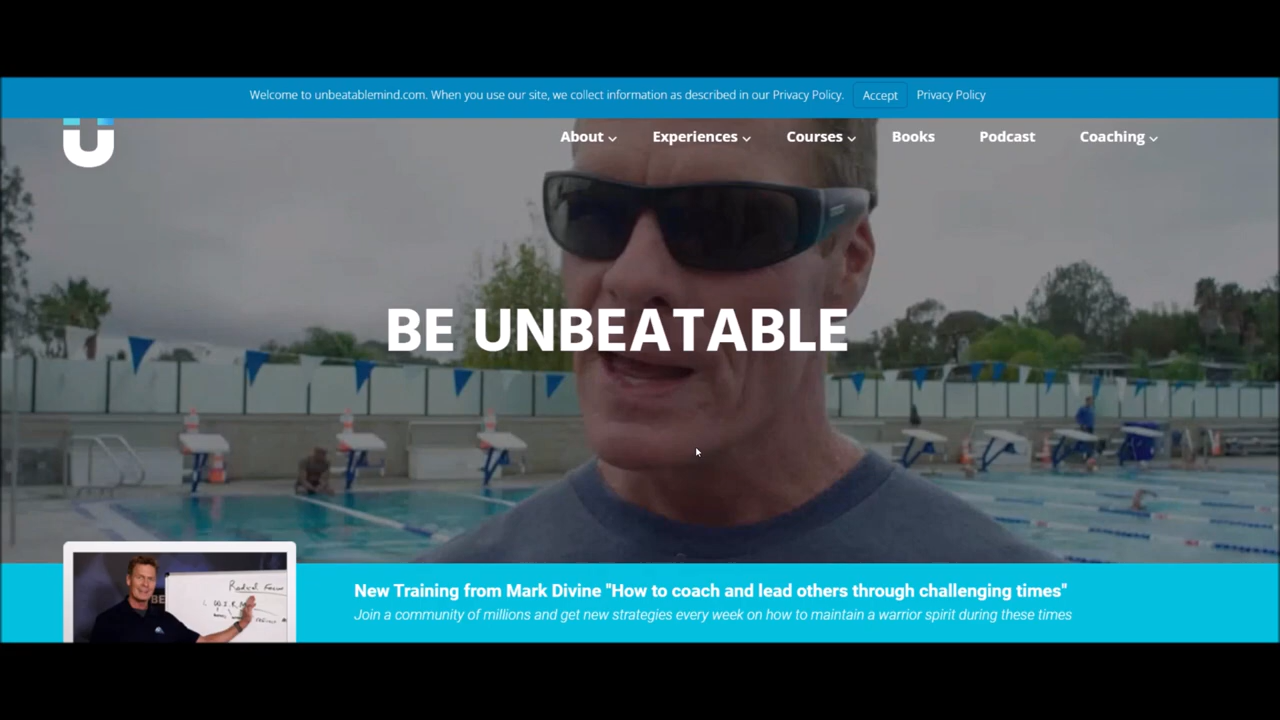 Welcome to unbeatablemind.com. When you use our site, we collect information as described in our Privacy Policy. Accept Privacy Policy
About Experiences Courses Books Podcast Coaching
BE UNBEATABLE
Radical Focus
New Training from Mark Divine "How to coach and lead others through challenging times"
Join a community of millions and get new strategies every week on how to maintain a warrior spirit during these times